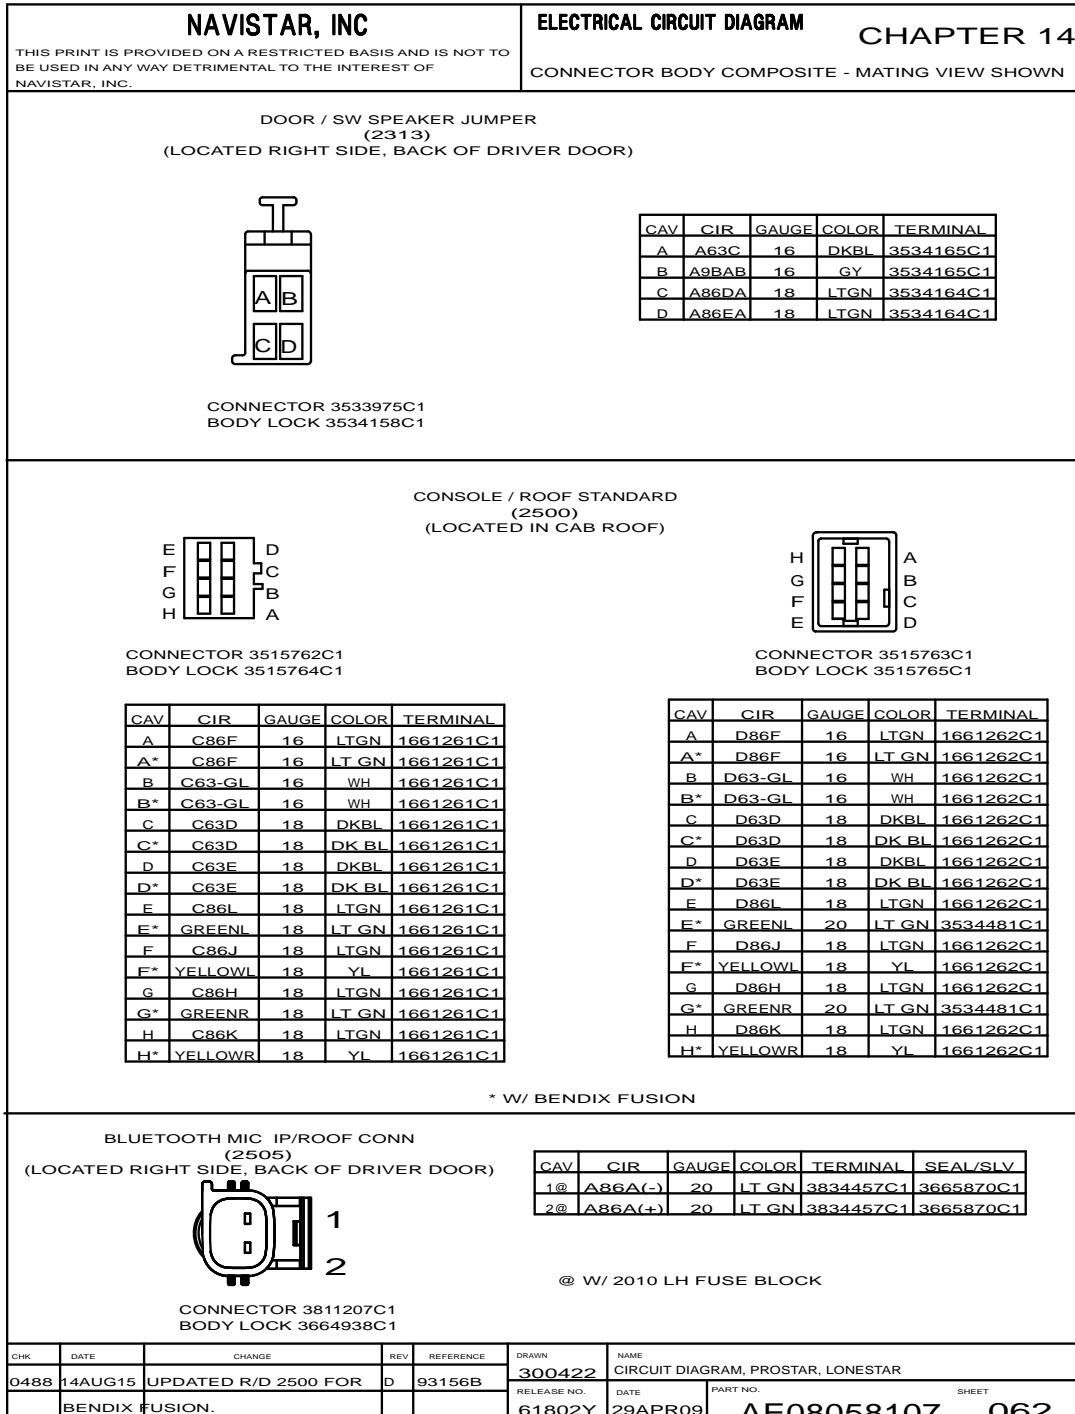 NAVISTAR, INC
THIS PRINT IS PROVIDED ON A RESTRICTED BASIS AND IS NOT TO
BE USED IN ANY WAY DETRIMENTAL TO THE INTEREST OF
NAVISTAR, INC.
ELECTRICAL CIRCUIT DIAGRAM
CHAPTER 14
CONNECTOR BODY COMPOSITE - MATING VIEW SHOWN
DOOR / SW SPEAKER JUMPER
(2313)
(LOCATED RIGHT SIDE, BACK OF DRIVER DOOR)
A B
C D
CONNECTOR 3533975C1
BODY LOCK 3534158C1
CAV CIR GAUGE COLOR TERMINAL
A A63C 16 DKBL 3534165C1
B A9BAB 16 GY 3534165C1
C A86DA 18 LTGN 3534164C1
D A86EA 18 LTGN 3534164C1
CONSOLE / ROOF STANDARD
(2500)
(LOCATED IN CAB ROOF)
E D
F C
G B
H A
CONNECTOR 3515762C1
BODY LOCK 3515764C1
CAV CIR GAUGE COLOR TERMINAL
A C86F 16 LTGN 1661261C1
A* C86F 16 LT GN 1661261C1
B C63-GL 16 WH 1661261C1
B* C63-GL 16 WH 1661261C1
C C63D 18 DKBL 1661261C1
C* C63D 18 DK BL 1661261C1
D C63E 18 DKBL 1661261C1
D* C63E 18 DK BL 1661261C1
E C86L 18 LTGN 1661261C1
E* GREENL 18 LT GN 1661261C1
F C86J 18 LTGN 1661261C1
F* YELLOWL 18 YL 1661261C1
G C86H 18 LTGN 1661261C1
G* GREENR 18 LT GN 1661261C1
H C86K 18 LTGN 1661261C1
H* YELLOWR 18 YL 1661261C1
H A
G B
F C
E D
CONNECTOR 3515763C1
BODY LOCK 3515765C1
CAV CIR GAUGE COLOR TERMINAL
A D86F 16 LTGN 1661262C1
A* D86F 16 LT GN 1661262C1
B D63-GL 16 WH 1661262C1
B* D63-GL 16 WH 1661262C1
C D63D 18 DKBL 1661262C1
C* D63D 18 DK BL 1661262C1
D D63E 18 DKBL 1661262C1
D* D63E 18 DK BL 1661262C1
E D86L 18 LTGN 1661262C1
E* GREENL 20 LT GN 3534481C1
F D86J 18 LTGN 1661262C1
F* YELLOWL 18 YL 1661262C1
G D86H 18 LTGN 1661262C1
G* GREENR 20 LT GN 3534481C1
H D86K 18 LTGN 1661262C1
H* YELLOWR 18 YL 1661262C1
* W/ BENDIX FUSION
BLUETOOTH MIC IP/ROOF CONN
(2505)
(LOCATED RIGHT SIDE, BACK OF DRIVER DOOR)
1
2
CONNECTOR 3811207C1
BODY LOCK 3664938C1
CAV CIR GAUGE COLOR TERMINAL SEAL/SLV
1@ A86A(-) 20 LT GN 3834457C1 3665870C1
2@ A86A(+) 20 LT GN 3834457C1 3665870C1
@ W/ 2010 LH FUSE BLOCK
CHK DATE CHANGE REV REFERENCE
0488 14AUG15 UPDATED R/D 2500 FOR D 93156B
BENDIX FUSION.
DRAWN
300422
NAME
CIRCUIT DIAGRAM, PROSTAR, LONESTAR
RELEASE NO.
61802Y
DATE
29APR09
PART NO.
AE08058107
SHEET
062